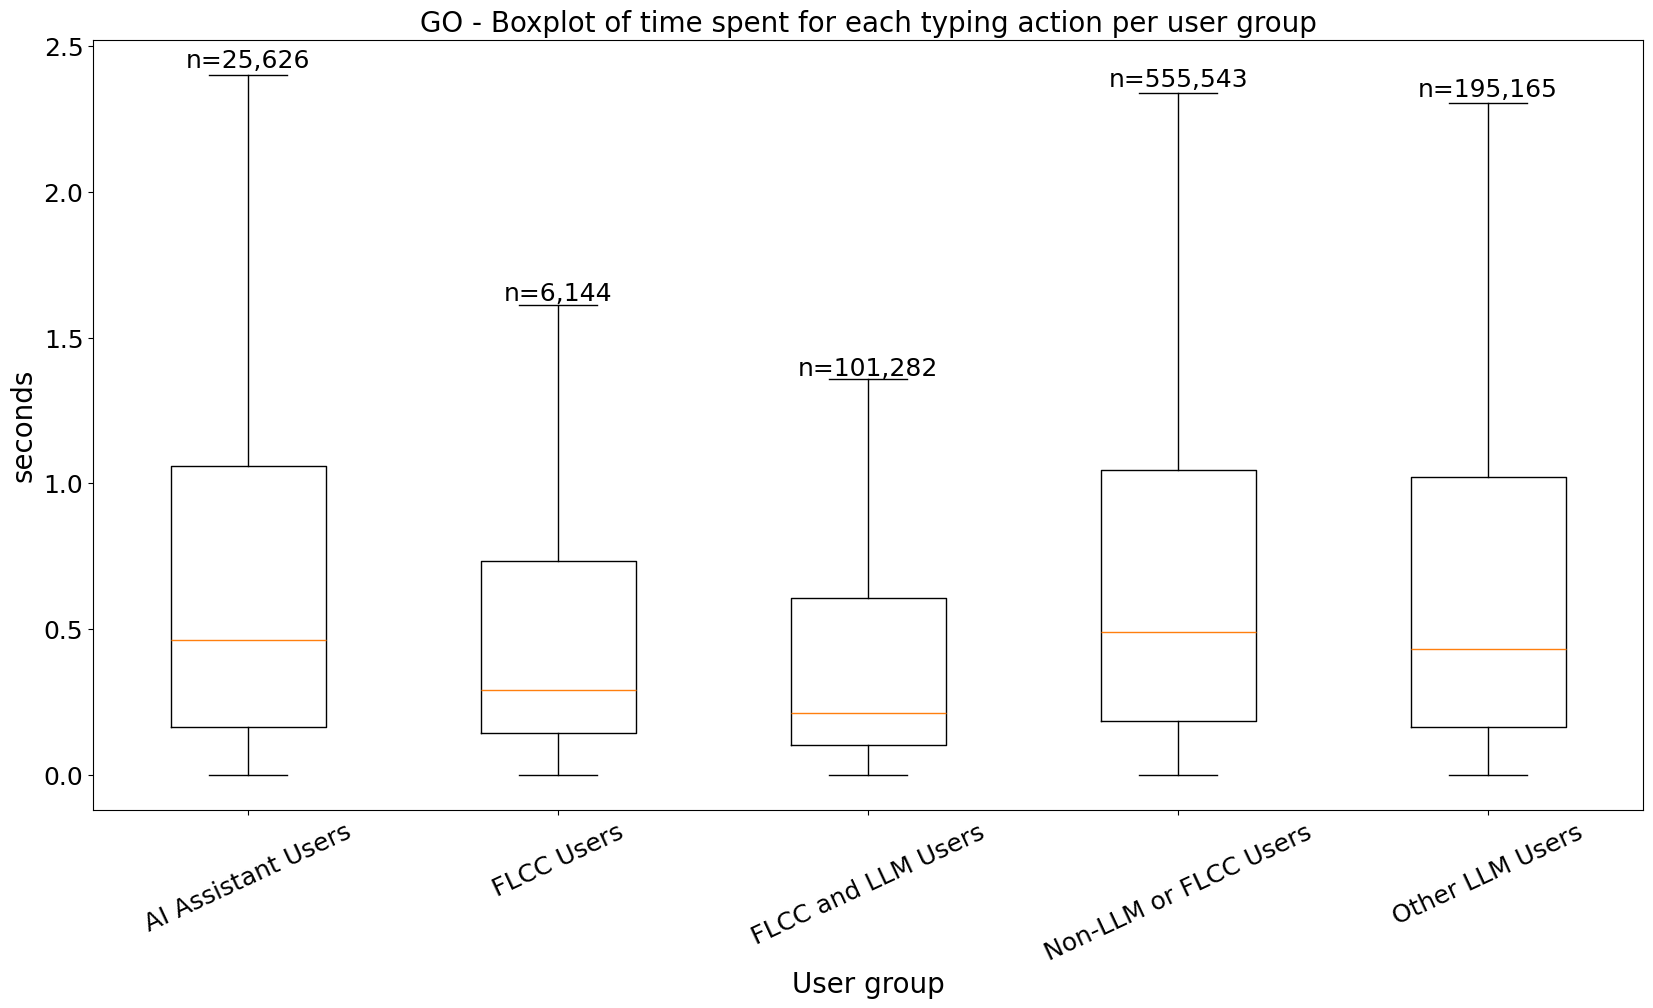 GO - Boxplot of time spent for each typing action per user group
2.5
2.0
1.5
1.0
0.5
0.0
seconds
n=25,626
n=6,144
n=101,282
n=555,543
n=195,165
AI Assistant Users
FLCC Users
FLCC and LLM Users
Non-LLM or FLCC Users
Other LLM Users
User group